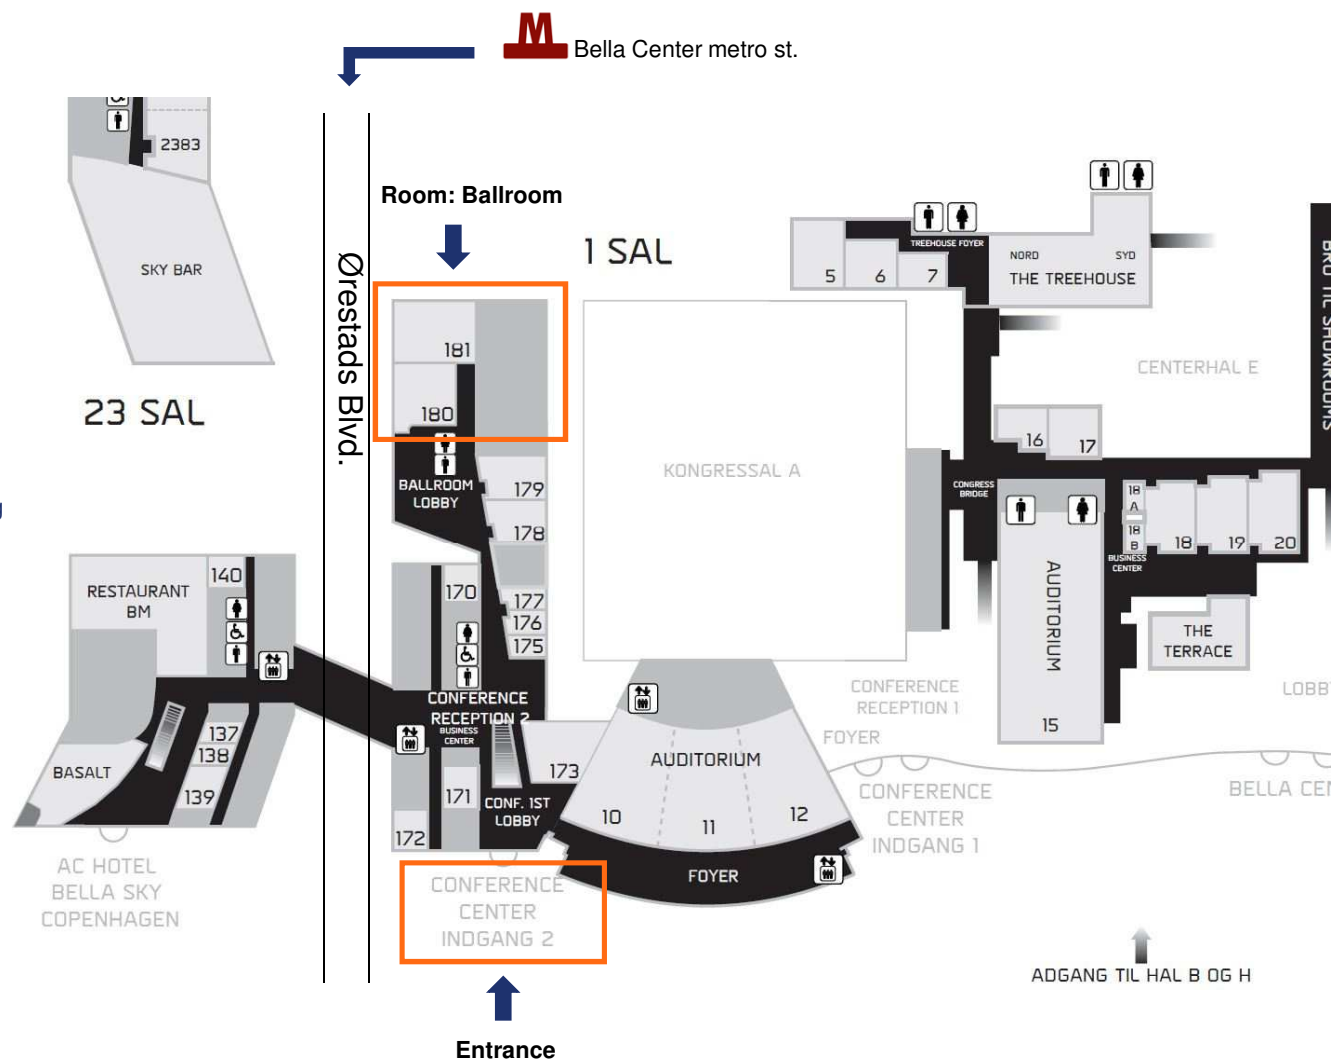 M
Bella Center metro st.
2383
SKY BAR
23 SAL
Ørestads Blvd.
Room: Ballroom
1 SAL
181
180
BALLROOM
LOBBY
179
178
177
176
175
170
CONFERENCE
RECEPTION 2
BUSINESS
CENTER
173
171
172
CONF. 1ST
LOBBY
RESTAURANT
BM
140
137
138
139
BASALT
AC HOTEL
BELLA SKY
COPENHAGEN
CONFERENCE
CENTER
INDGANG 2
Entrance
KONGRESSAL A
AUDITORIUM
10
11
12
FOYER
TREEHOUSE FOYER
5
6
7
NORD
SYD
THE TREEHOUSE
CENTERHAL E
BRO TIL SHOWROOMS
16
17
CONGRESS
BRIDGE
18
A
18
B
18
19
20
BUSINESS
CENTER
AUDITORIUM
15
THE
TERRACE
CONFERENCE
RECEPTION 1
FOYER
CONFERENCE
CENTER
INDGANG 1
LOBBY
BELLA CEN
ADGANG TIL HAL B OG H